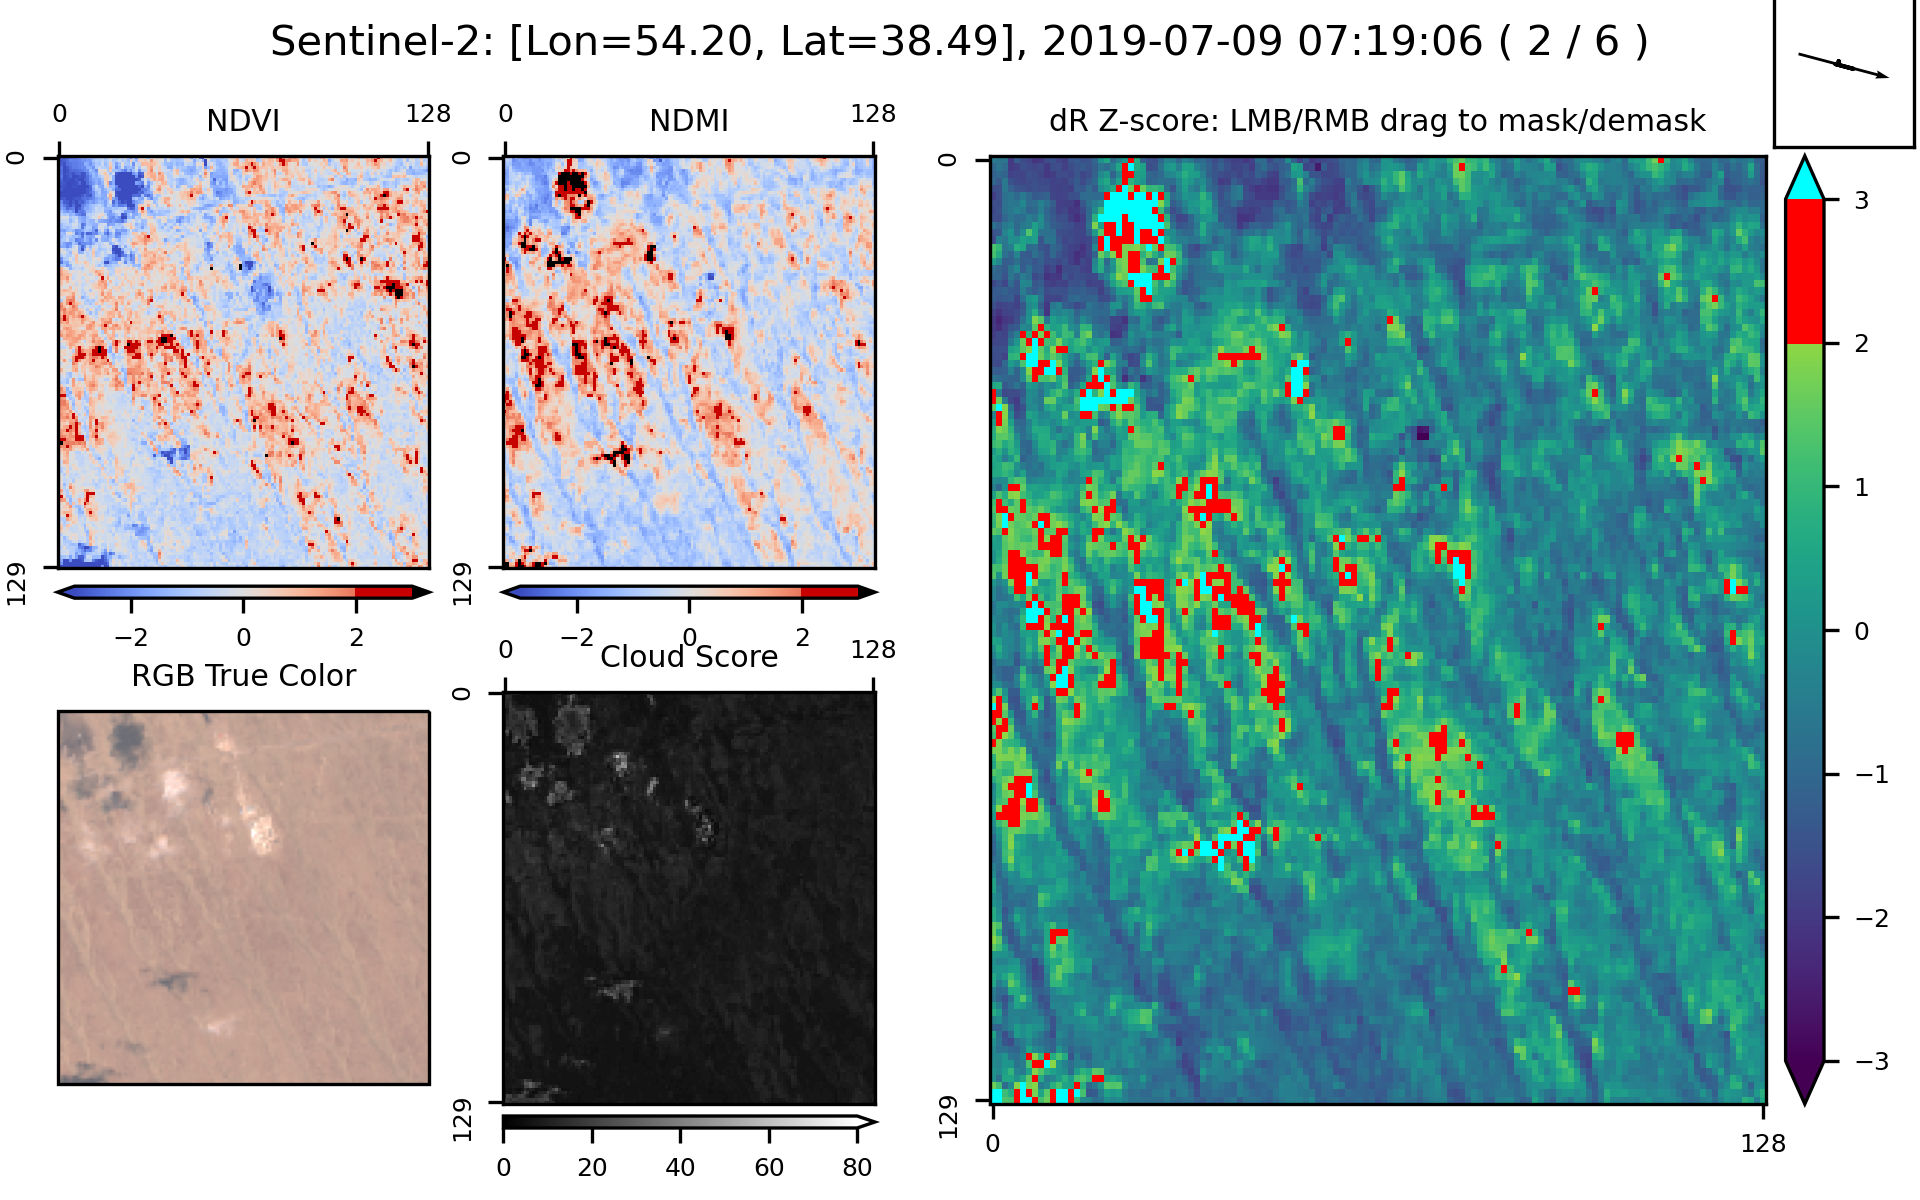 Sentinel-2: [Lon=54.20, Lat=38.49], 2019-07-09 07:19:06 ( 2 / 6 )
0 NDVI 128
0
129
−2 0 2
0 NDMI 128
0
129
−2 0 2
RGB True Color
0 Cloud Score 128
0
129
0 20 40 60 80
dR Z-score: LMB/RMB drag to mask/demask
0
129
0 128
3
2
1
0
−1
−2
−3